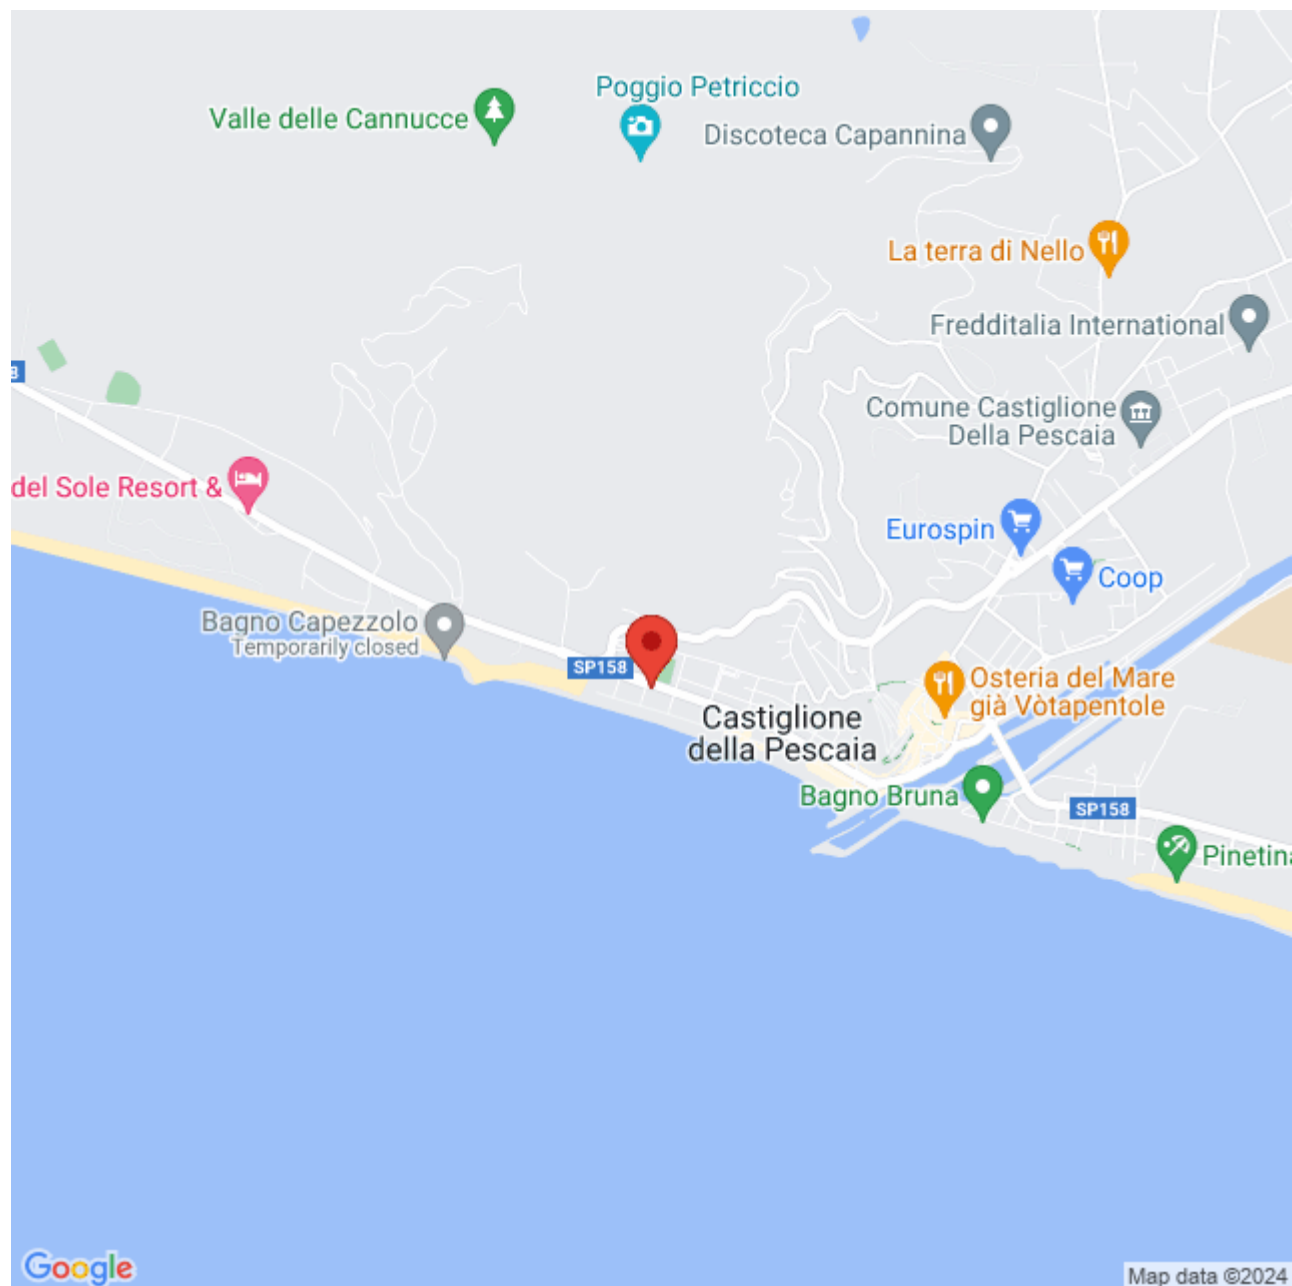 Poggio Petriccio
Valle delle Cannucce
Discoteca Capannina
La terra di Nello
Fredditalia International
Comune Castiglione
Della Pescaia
del Sole Resort &
Eurospin
Coop
Bagno Capezzolo
Temporarily closed
SP158
Osteria del Mare
già Vòtapentole
Castiglione
della Pescaia
Bagno Bruna
SP158
Pinetina
Google
Map data ©2024